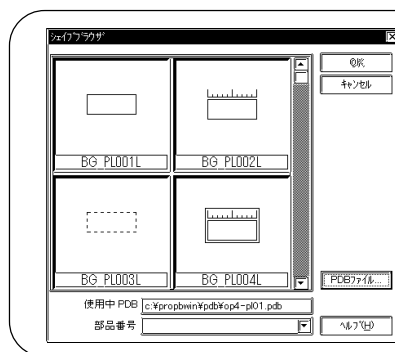 シェイプブラウザ
OK
キャンセル
BG_PL001L
BG_PL002L
BG_PL003L
BG_PL004L
PDBファイル...
使用中 PDB c:¥propbwin¥pdb¥op4-pl01.pdb
部品番号
ヘルプ(H)